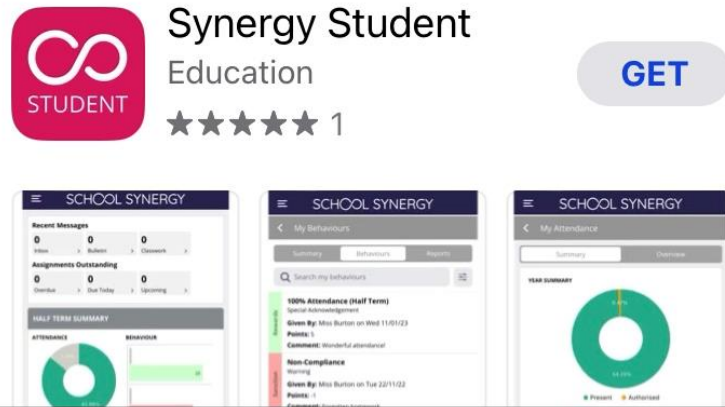 Synergy Student
Education
GET
STUDENT
★★★★★ 1
SCHOOL SYNERGY
Recent Messages
0 0 0
Inbox Bulletin Classwork
Assignments Outstanding
0 0 0
Overdue Due Today Upcoming
HALF TERM SUMMARY
ATTENDANCE BEHAVIOUR
SCHOOL SYNERGY
My Behaviours
Summary Behaviours Reports
Search my behaviours
Rewards
100% Attendance (Half Term)
Special Acknowledgement
Given By: Miss Burton on Wed 11/01/23
Points: 5
Comment: Wonderful attendance!
Sanction
Non-Compliance
Warning
Given By: Miss Burton on Tue 22/11/22
Points: -1
SCHOOL SYNERGY
My Attendance
Summary Overview
YEAR SUMMARY
Present Authorised